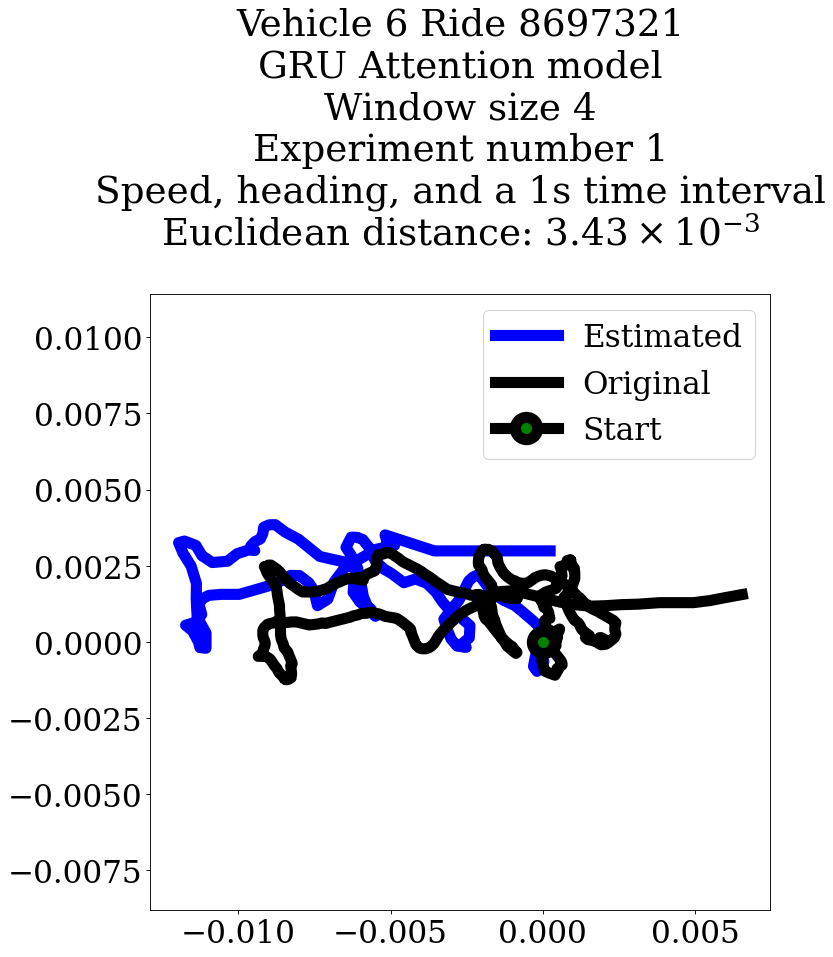 Vehicle 6 Ride 8697321
GRU Attention model
Window size 4
Experiment number 1
Speed, heading, and a 1s time interval
Euclidean distance: 3.43 × 10⁻³
Estimated
Original
Start
0.0100
0.0075
0.0050
0.0025
0.0000
−0.0025
−0.0050
−0.0075
−0.010 −0.005 0.000 0.005